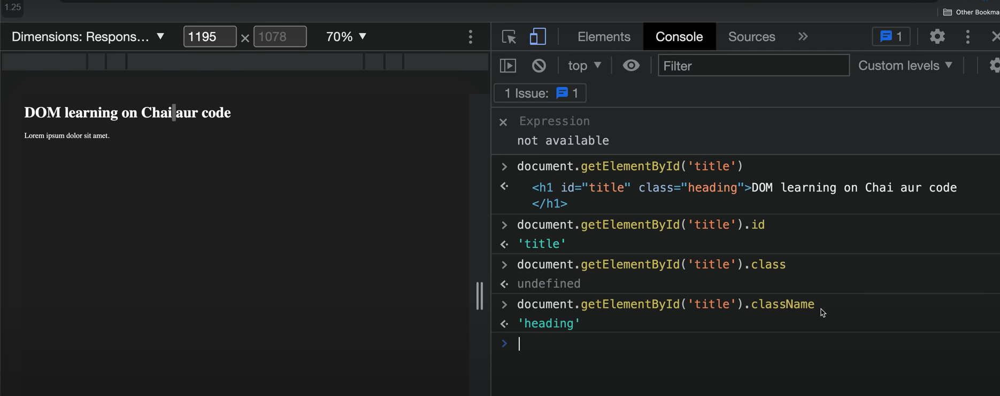 1.25
Other Bookma
Dimensions: Respons... ▼ 1195 × 1078 70% ▼
Elements Console Sources » 1
top ▼ Filter Custom levels ▼
1 Issue: 1
DOM learning on Chai aur code
Lorem ipsum dolor sit amet.
× Expression
not available
> document.getElementById('title')
<h1 id="title" class="heading">DOM learning on Chai aur code
</h1>
> document.getElementById('title').id
'title'
> document.getElementById('title').class
undefined
> document.getElementById('title').className
'heading'
>